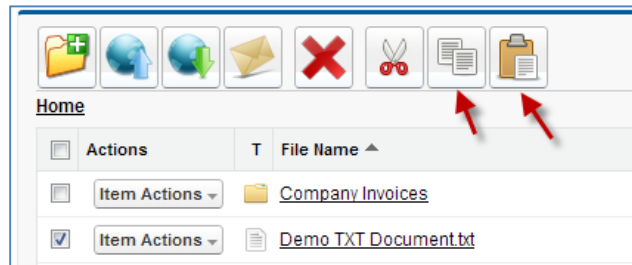 Home
Actions T File Name
Item Actions Company Invoices
Item Actions Demo TXT Document.txt